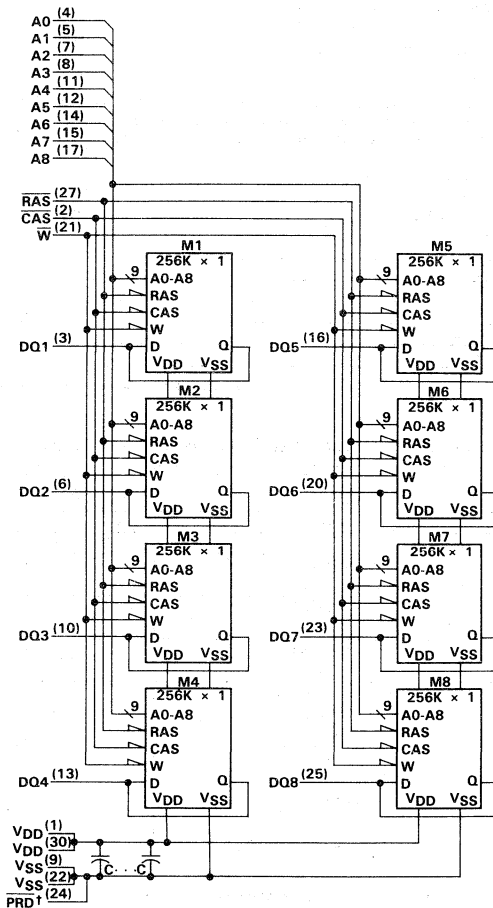 A0 (4)
A1 (5)
A2 (7)
A3 (8)
A4 (11)
A5 (12)
A6 (14)
A7 (15)
A8 (17)
RAS (27)
CAS (2)
W (21)
M1
256K × 1
9
A0-A8
RAS
CAS
W
DQ1 (3)
D
Q
VDD VSS
M2
256K × 1
9
A0-A8
RAS
CAS
W
DQ2 (6)
D
Q
VDD VSS
M3
256K × 1
9
A0-A8
RAS
CAS
W
DQ3 (10)
D
Q
VDD VSS
M4
256K × 1
9
A0-A8
RAS
CAS
W
DQ4 (13)
D
Q
VDD VSS
M5
256K × 1
9
A0-A8
RAS
CAS
W
DQ5 (16)
D
Q
VDD VSS
M6
256K × 1
9
A0-A8
RAS
CAS
W
DQ6 (20)
D
Q
VDD VSS
M7
256K × 1
9
A0-A8
RAS
CAS
W
DQ7 (23)
D
Q
VDD VSS
M8
256K × 1
9
A0-A8
RAS
CAS
W
DQ8 (25)
D
Q
VDD VSS
VDD (1)
VDD (30)
VSS (9)
VSS (22)
PRD† (24)
C...C